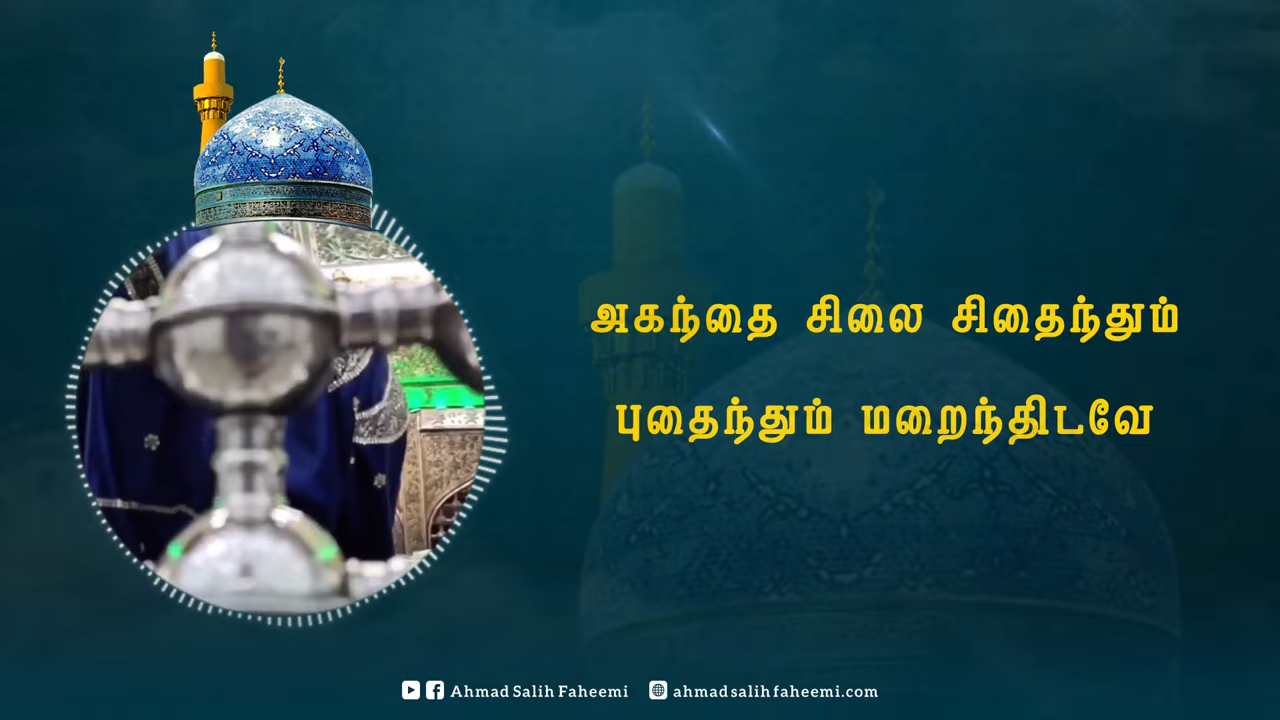 அகந்தை சிலை சிதைந்தும்
புதைந்தும் மறைந்திடவே
Ahmad Salih Faheemi ahmadsalihfaheemi.com